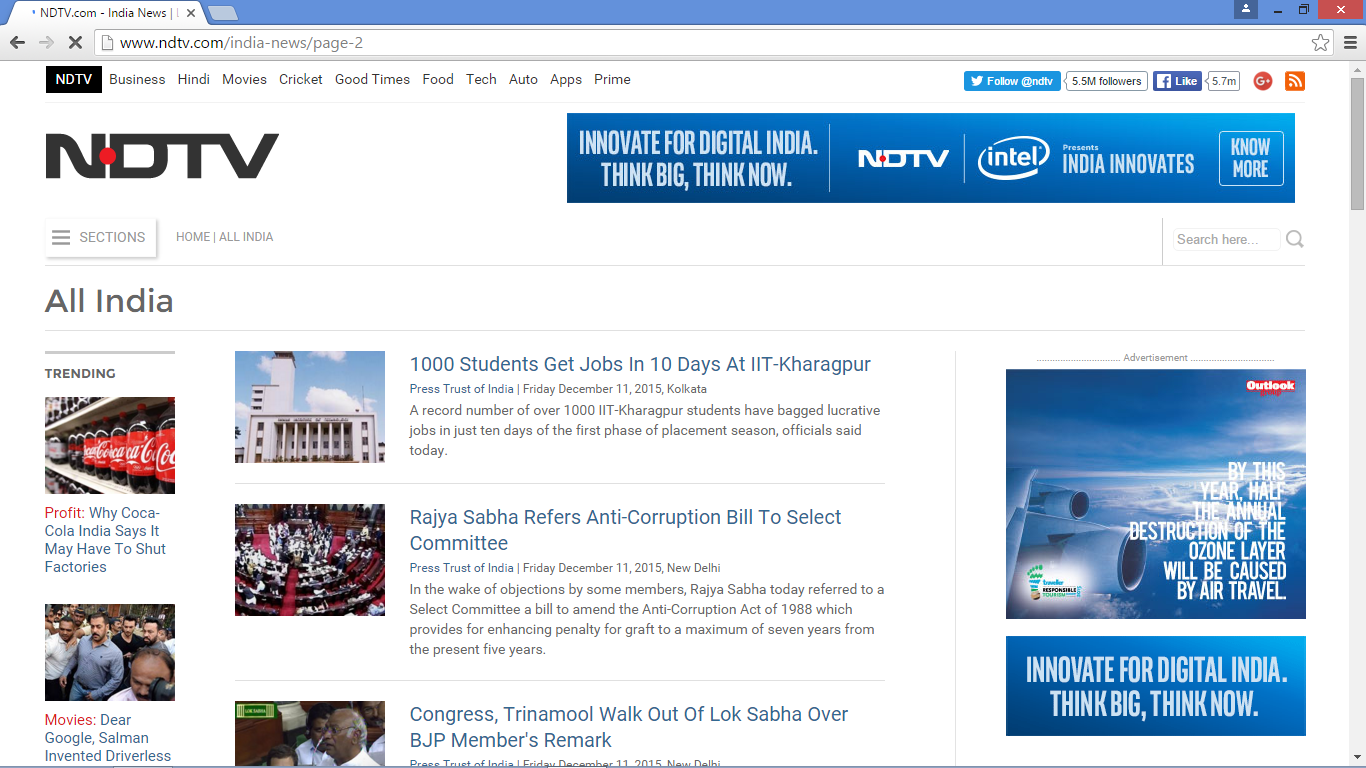 NDTV.com - India News |
www.ndtv.com/india-news/page-2
NDTV Business Hindi Movies Cricket Good Times Food Tech Auto Apps Prime
Follow @ndtv 5.5M followers Like 5.7m
NDTV
INNOVATE FOR DIGITAL INDIA.
THINK BIG, THINK NOW.
NDTV
intel
Presents
INDIA INNOVATES
KNOW
MORE
SECTIONS HOME | ALL INDIA
Search here...
All India
TRENDING
Coca-Cola
Profit: Why Coca-
Cola India Says It
May Have To Shut
Factories
Movies: Dear
Google, Salman
Invented Driverless
1000 Students Get Jobs In 10 Days At IIT-Kharagpur
Press Trust of India | Friday December 11, 2015, Kolkata
A record number of over 1000 IIT-Kharagpur students have bagged lucrative
jobs in just ten days of the first phase of placement season, officials said
today.
Rajya Sabha Refers Anti-Corruption Bill To Select
Committee
Press Trust of India | Friday December 11, 2015, New Delhi
In the wake of objections by some members, Rajya Sabha today referred to a
Select Committee a bill to amend the Anti-Corruption Act of 1988 which
provides for enhancing penalty for graft to a maximum of seven years from
the present five years.
LOK SABHA
Congress, Trinamool Walk Out Of Lok Sabha Over
BJP Member's Remark
Press Trust of India | Friday December 11, 2015, New Delhi
Advertisement
Outlook
group
BY THIS
YEAR, HALF
THE ANNUAL
DESTRUCTION OF THE
OZONE LAYER
WILL BE CAUSED
BY AIR TRAVEL.
traveller
RESPONSIBLE
TOURISM
INNOVATE FOR DIGITAL INDIA.
THINK BIG, THINK NOW.